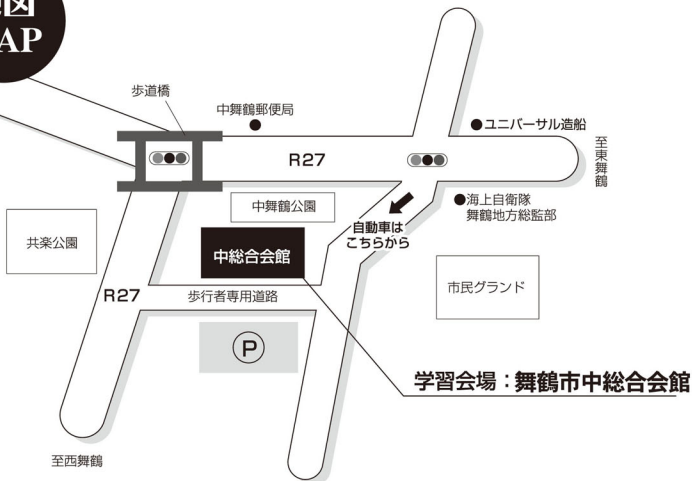 図
AP
歩道橋
中舞鶴郵便局
ユニバーサル造船
至東舞鶴
R27
中舞鶴公園
海上自衛隊
舞鶴地方総監部
自動車は
こちらから
共楽公園
中総合会館
市民グランド
R27
歩行者専用道路
P
学習会場：舞鶴市中総合会館
至西舞鶴